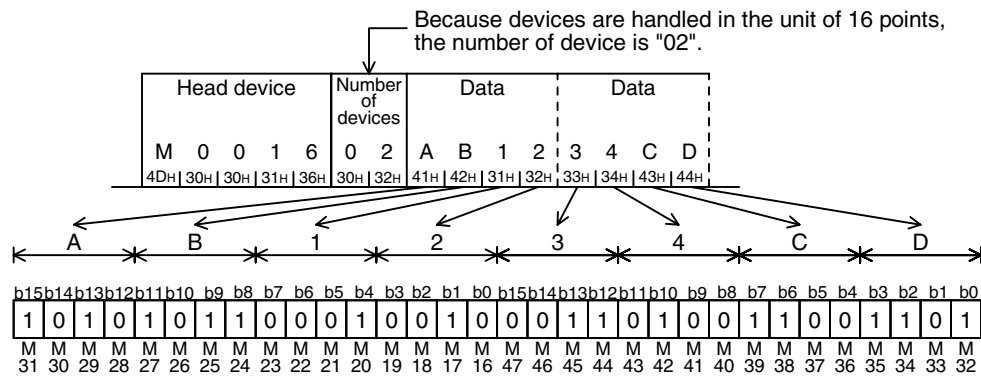 Because devices are handled in the unit of 16 points,
the number of device is "02".
Head device
Number
of
devices
Data
Data
M 0 0 1 6 0 2 A B 1 2 3 4 C D
4DH 30H 30H 31H 36H 30H 32H 41H 42H 31H 32H 33H 34H 43H 44H
A B 1 2 3 4 C D
b15 b14 b13 b12 b11 b10 b9 b8 b7 b6 b5 b4 b3 b2 b1 b0 b15 b14 b13 b12 b11 b10 b9 b8 b7 b6 b5 b4 b3 b2 b1 b0
1 0 1 0 1 0 1 1 0 0 0 1 0 0 1 0 0 0 1 1 0 1 0 0 1 1 0 0 1 1 0 1
M M M M M M M M M M M M M M M M M M M M M M M M M M M M M M M M
31 30 29 28 27 26 25 24 23 22 21 20 19 18 17 16 47 46 45 44 43 42 41 40 39 38 37 36 35 34 33 32